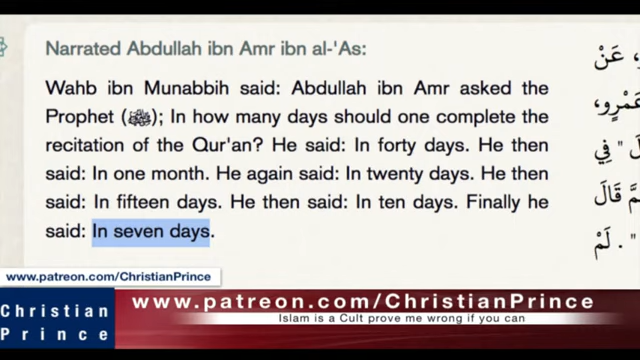 Narrated Abdullah ibn Amr ibn al-'As:
Wahb ibn Munabbih said: Abdullah ibn Amr asked the
Prophet (ﷺ); In how many days should one complete the
recitation of the Qur'an? He said: In forty days. He then
said: In one month. He again said: In twenty days. He then
said: In fifteen days. He then said: In ten days. Finally he
said: In seven days.
، عَنْ
عَمْرٍو،
" فِي
مَّ قَالَ
" . لَمْ
www.patreon.com/ChristianPrince
Christian
Prince
www.patreon.com/ChristianPrince
Islam is a Cult prove me wrong if you can